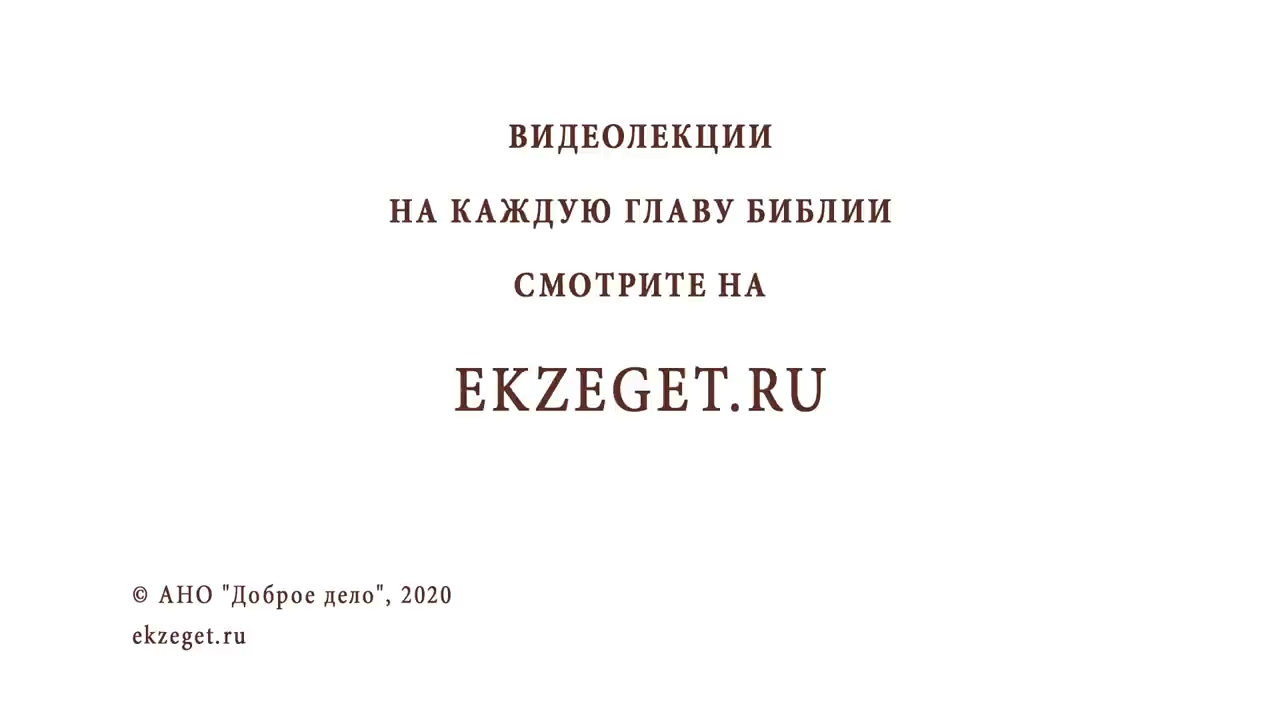 ВИДЕОЛЕКЦИИ
НА КАЖДУЮ ГЛАВУ БИБЛИИ
СМОТРИТЕ НА
EKZEGET.RU
© АНО "Доброе дело", 2020
ekzeget.ru